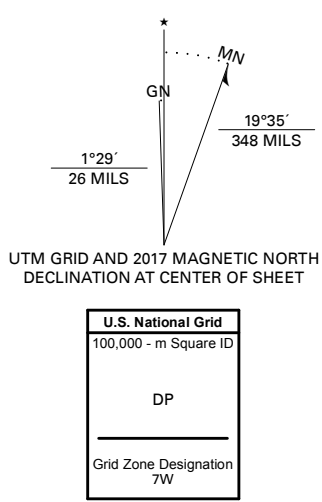 ★
MN
GN
19°35´
348 MILS
1°29´
26 MILS
UTM GRID AND 2017 MAGNETIC NORTH
DECLINATION AT CENTER OF SHEET
U.S. National Grid
100,000 - m Square ID
DP
Grid Zone Designation
7W